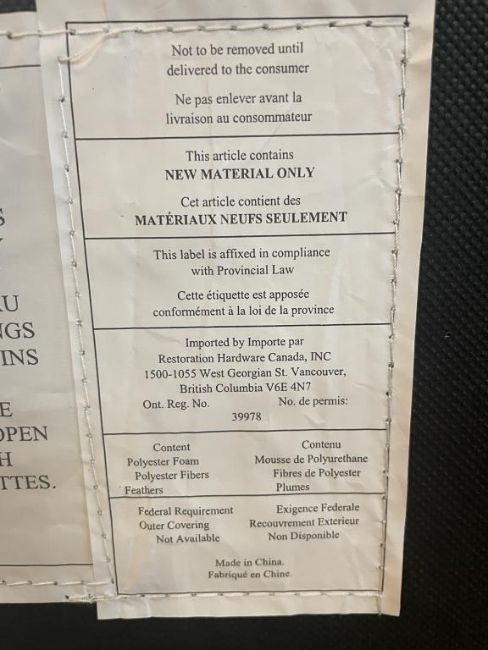 Not to be removed until
delivered to the consumer
Ne pas enlever avant la
livraison au consommateur
This article contains
NEW MATERIAL ONLY
Cet article contient des
MATÉRIAUX NEUFS SEULEMENT
This label is affixed in compliance
with Provincial Law
Cette étiquette est apposée
conformément à la loi de la province
Imported by Importe par
Restoration Hardware Canada, INC
1500-1055 West Georgian St. Vancouver,
British Columbia V6E 4N7
Ont. Reg. No. No. de permis:
39978
Content Contenu
Polyester Foam Mousse de Polyurethane
Polyester Fibers Fibres de Polyester
Feathers Plumes
Federal Requirement Exigence Federale
Outer Covering Recouvrement Exterieur
Not Available Non Disponible
Made in China.
Fabriqué en Chine.